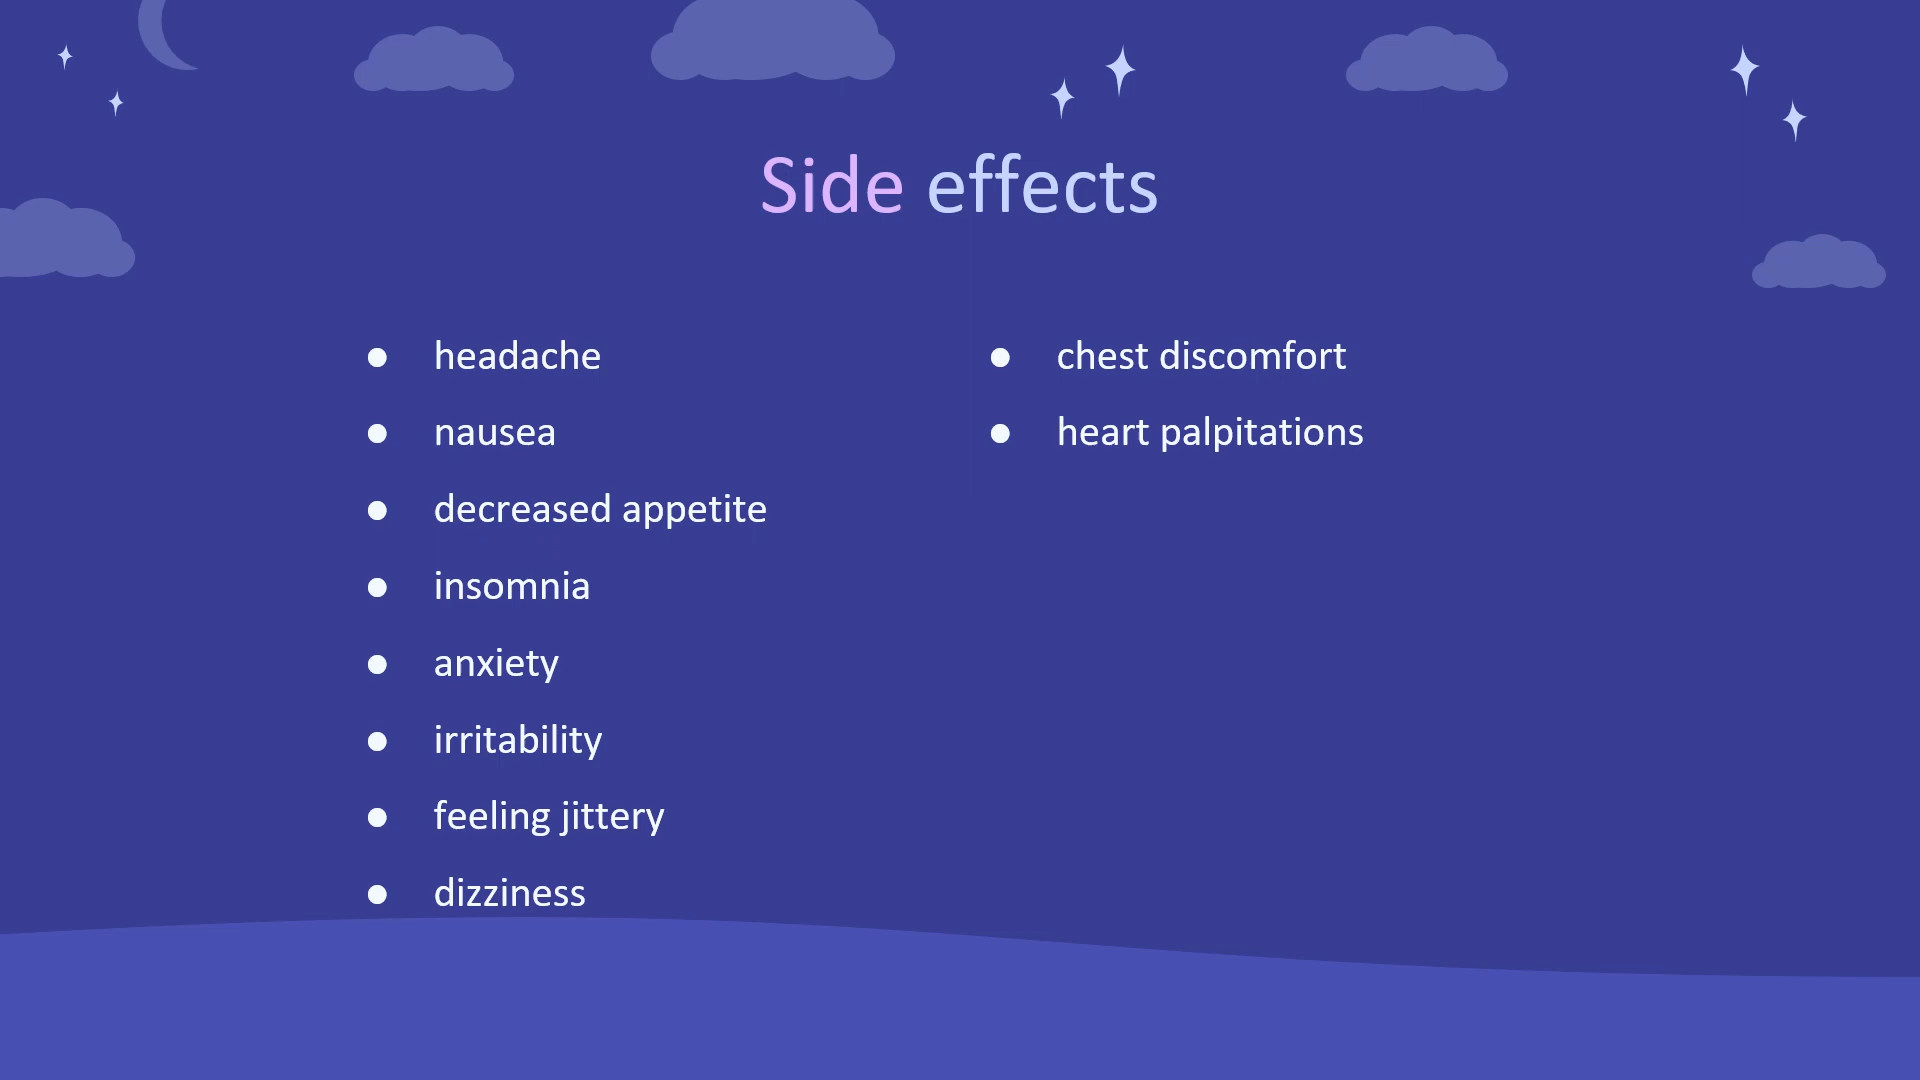 Side effects
headache
nausea
decreased appetite
insomnia
anxiety
irritability
feeling jittery
dizziness
chest discomfort
heart palpitations